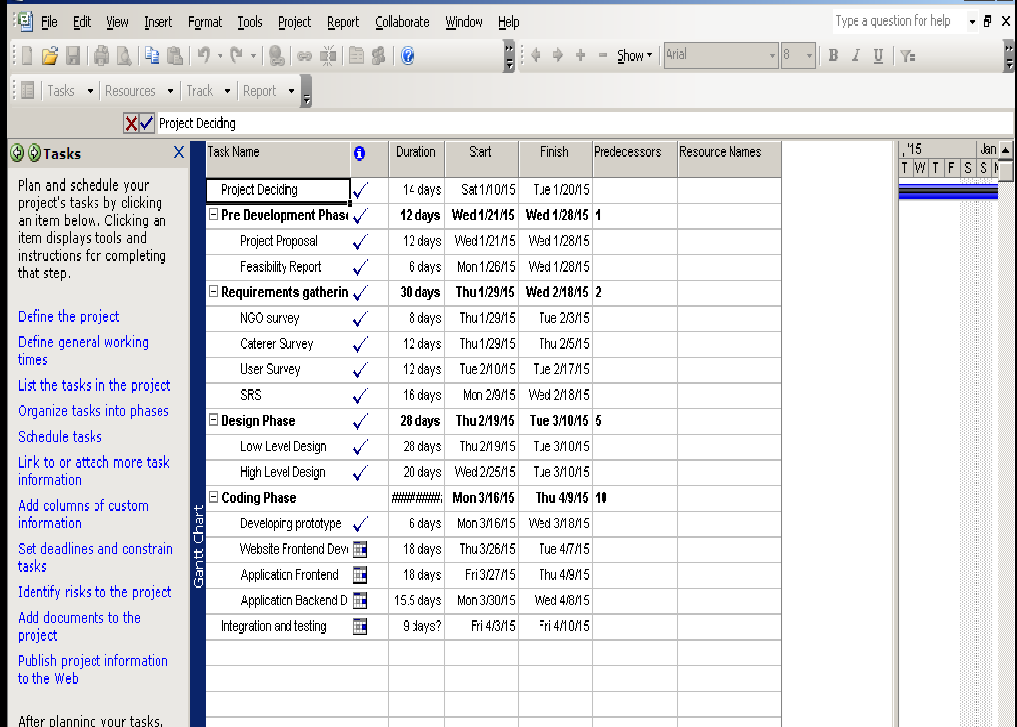 File Edit View Insert Format Tools Project Report Collaborate Window Help Type a question for help
Show Arial 8 B I U
Tasks Resources Track Report
Project Deciding
Tasks X
Plan and schedule your
project's tasks by clicking
an item below. Clicking an
item displays tools and
instructions for completing
that step.
Define the project
Define general working
times
List the tasks in the project
Organize tasks into phases
Schedule tasks
Link to or attach more task
information
Add columns of custom
information
Set deadlines and constrain
tasks
Identify risks to the project
Add documents to the
project
Publish project information
to the Web
After planning your tasks,
Gantt Chart
Task Name Duration Start Finish Predecessors Resource Names
Project Deciding 14 days Sat 1/10/15 Tue 1/20/15
Pre Development Phase 12 days Wed 1/21/15 Wed 1/28/15 1
Project Proposal 12 days Wed 1/21/15 Wed 1/28/15
Feasibility Report 6 days Mon 1/26/15 Wed 1/28/15
Requirements gatherin 30 days Thu 1/29/15 Wed 2/18/15 2
NGO survey 8 days Thu 1/29/15 Tue 2/3/15
Caterer Survey 12 days Thu 1/29/15 Thu 2/5/15
User Survey 12 days Tue 2/10/15 Tue 2/17/15
SRS 16 days Mon 2/9/15 Wed 2/18/15
Design Phase 28 days Thu 2/19/15 Tue 3/10/15 5
Low Level Design 28 days Thu 2/19/15 Tue 3/10/15
High Level Design 20 days Wed 2/25/15 Tue 3/10/15
Coding Phase ######## Mon 3/16/15 Thu 4/9/15 10
Developing prototype 6 days Mon 3/16/15 Wed 3/18/15
Website Frontend Dev 18 days Thu 3/26/15 Tue 4/7/15
Application Frontend 18 days Fri 3/27/15 Thu 4/9/15
Application Backend D 15.5 days Mon 3/30/15 Wed 4/8/15
Integration and testing 9 days? Fri 4/3/15 Fri 4/10/15
, '15 Jan
T W T F S S